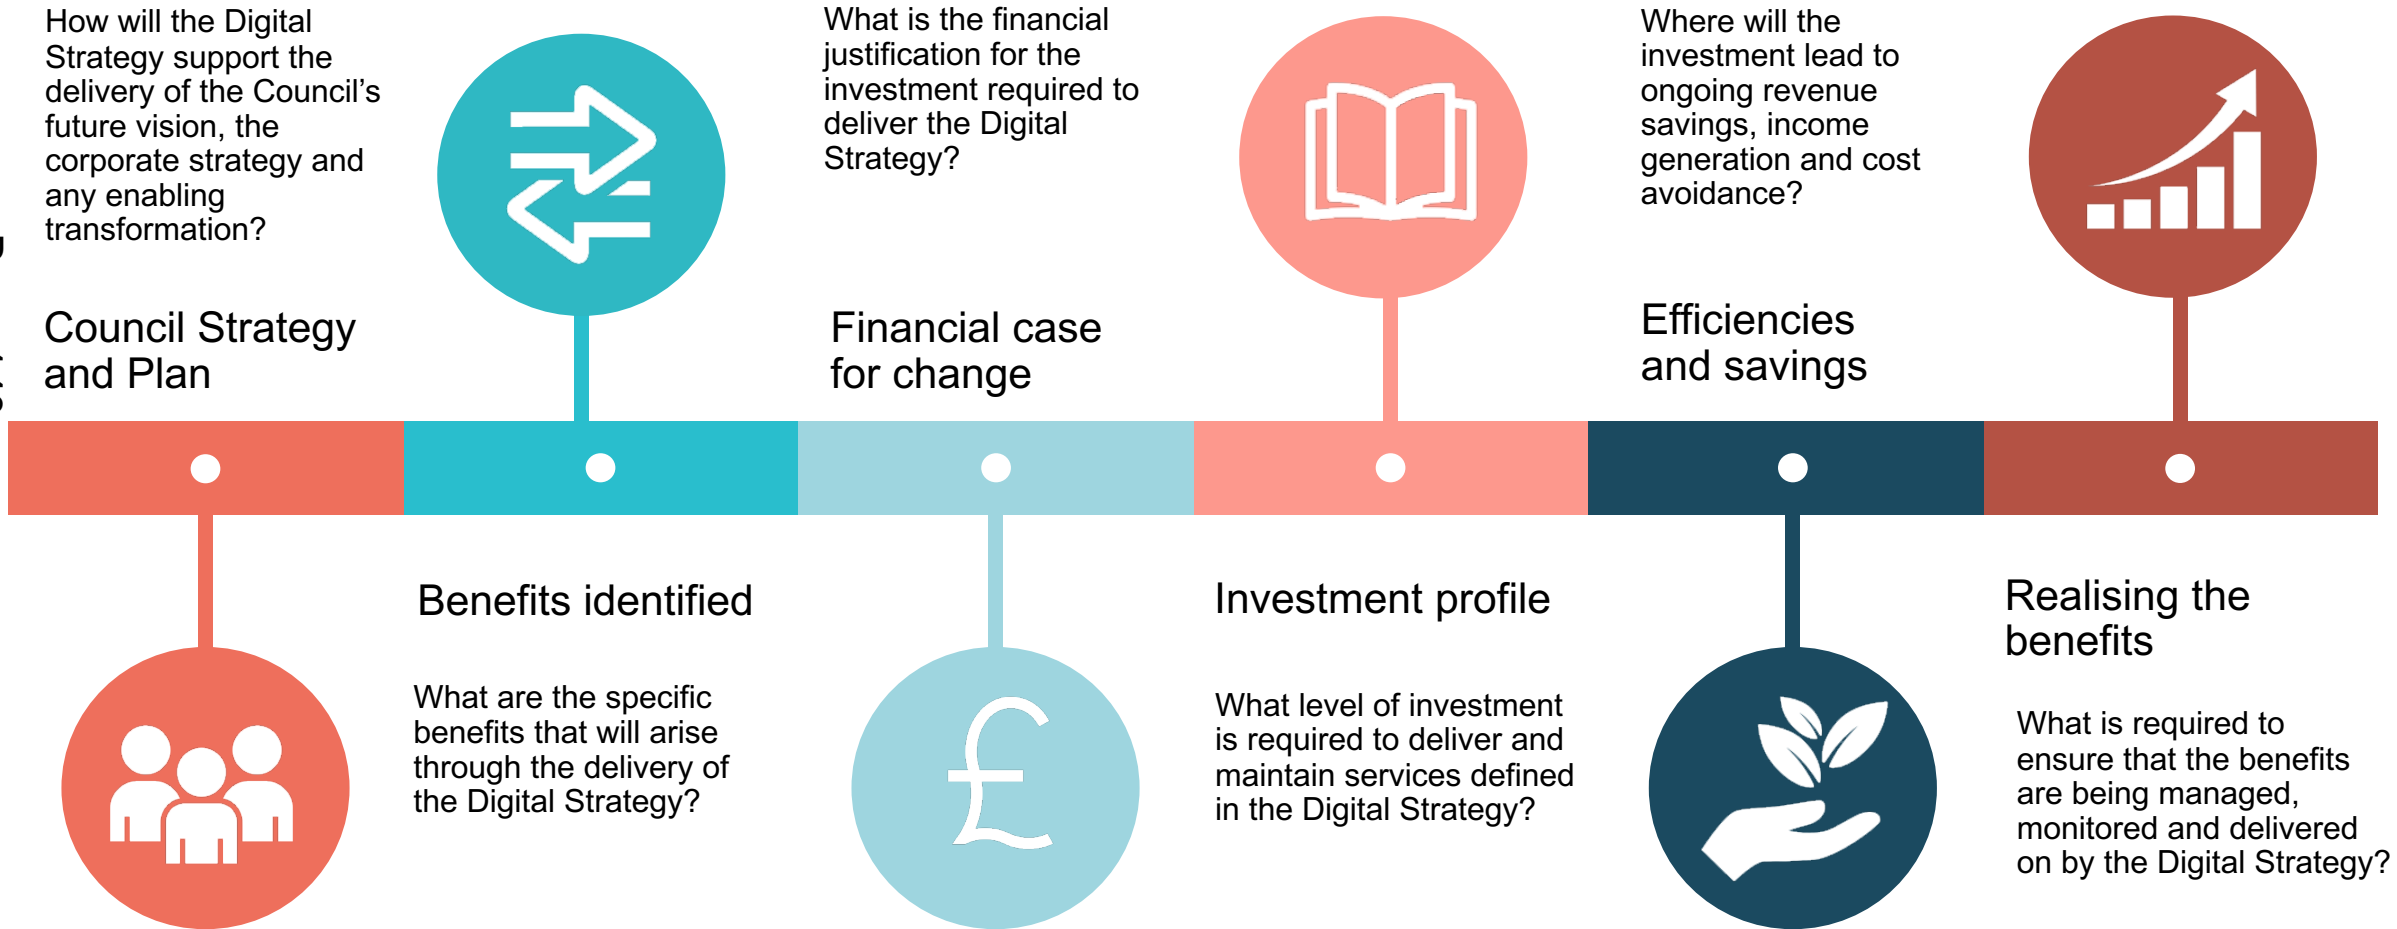 How will the Digital
Strategy support the
delivery of the Council’s
future vision, the
corporate strategy and
any enabling
transformation?
Council Strategy
and Plan
Benefits identified
What are the specific
benefits that will arise
through the delivery of
the Digital Strategy?
What is the financial
justification for the
investment required to
deliver the Digital
Strategy?
Financial case
for change
£
Investment profile
What level of investment
is required to deliver and
maintain services defined
in the Digital Strategy?
Where will the
investment lead to
ongoing revenue
savings, income
generation and cost
avoidance?
Efficiencies
and savings
Realising the
benefits
What is required to
ensure that the benefits
are being managed,
monitored and delivered
on by the Digital Strategy?